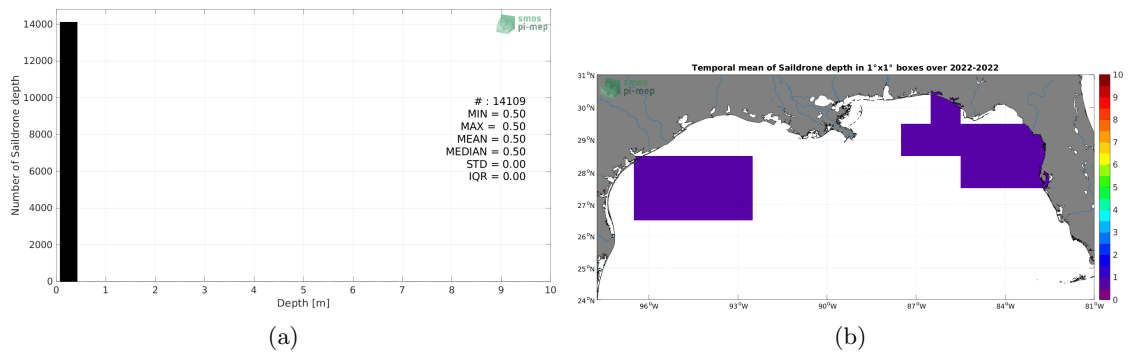 smos
pi-mep
14000
12000
10000
8000
6000
4000
2000
0
Number of Saildrone depth
# : 14109
MIN = 0.50
MAX = 0.50
MEAN = 0.50
MEDIAN = 0.50
STD = 0.00
IQR = 0.00
0 1 2 3 4 5 6 7 8 9 10
Depth [m]
(a)
Temporal mean of Saildrone depth in 1°x1° boxes over 2022-2022
smos
pi-mep
31°N
30°N
29°N
28°N
27°N
26°N
25°N
24°N
96°W 93°W 90°W 87°W 84°W 81°W
10
9
8
7
6
5
4
3
2
1
0
(b)